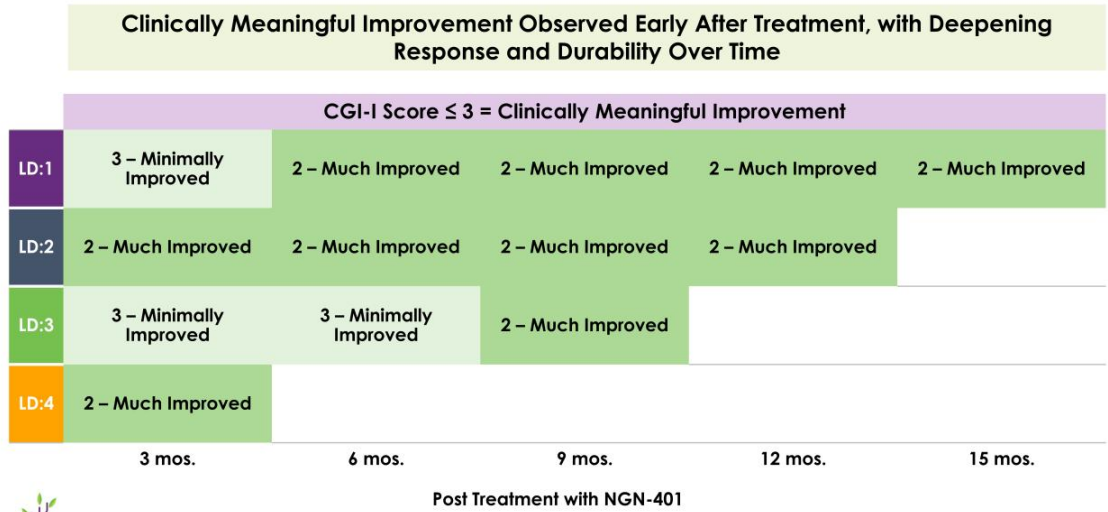 Clinically Meaningful Improvement Observed Early After Treatment, with Deepening
Response and Durability Over Time
CGI-I Score ≤ 3 = Clinically Meaningful Improvement
LD:1
3 – Minimally
Improved
2 – Much Improved
2 – Much Improved
2 – Much Improved
2 – Much Improved
LD:2
2 – Much Improved
2 – Much Improved
2 – Much Improved
2 – Much Improved
LD:3
3 – Minimally
Improved
3 – Minimally
Improved
2 – Much Improved
LD:4
2 – Much Improved
3 mos.
6 mos.
9 mos.
12 mos.
15 mos.
Post Treatment with NGN-401